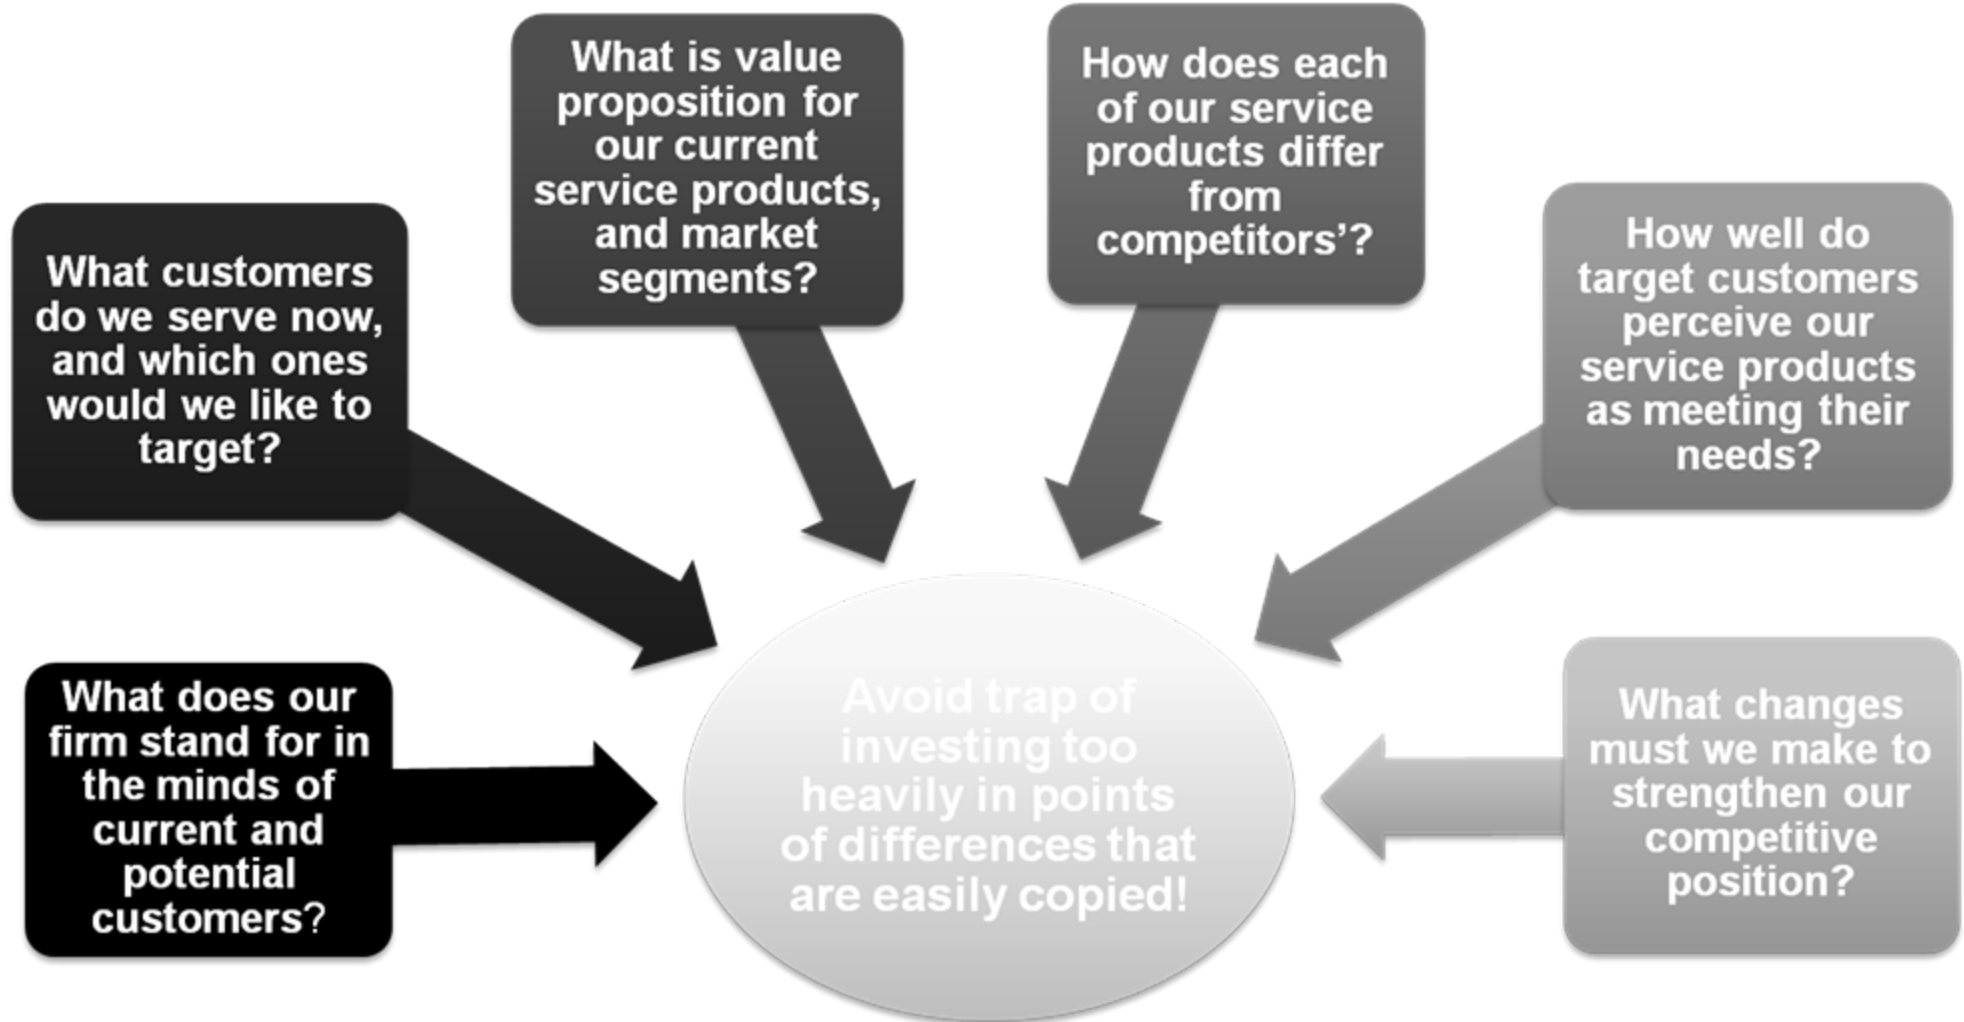 What does our
firm stand for in
the minds of
current and
potential
customers?
What customers
do we serve now,
and which ones
would we like to
target?
What is value
proposition for
our current
service products,
and market
segments?
How does each
of our service
products differ
from
competitors’?
How well do
target customers
perceive our
service products
as meeting their
needs?
What changes
must we make to
strengthen our
competitive
position?
Avoid trap of
investing too
heavily in points
of differences that
are easily copied!